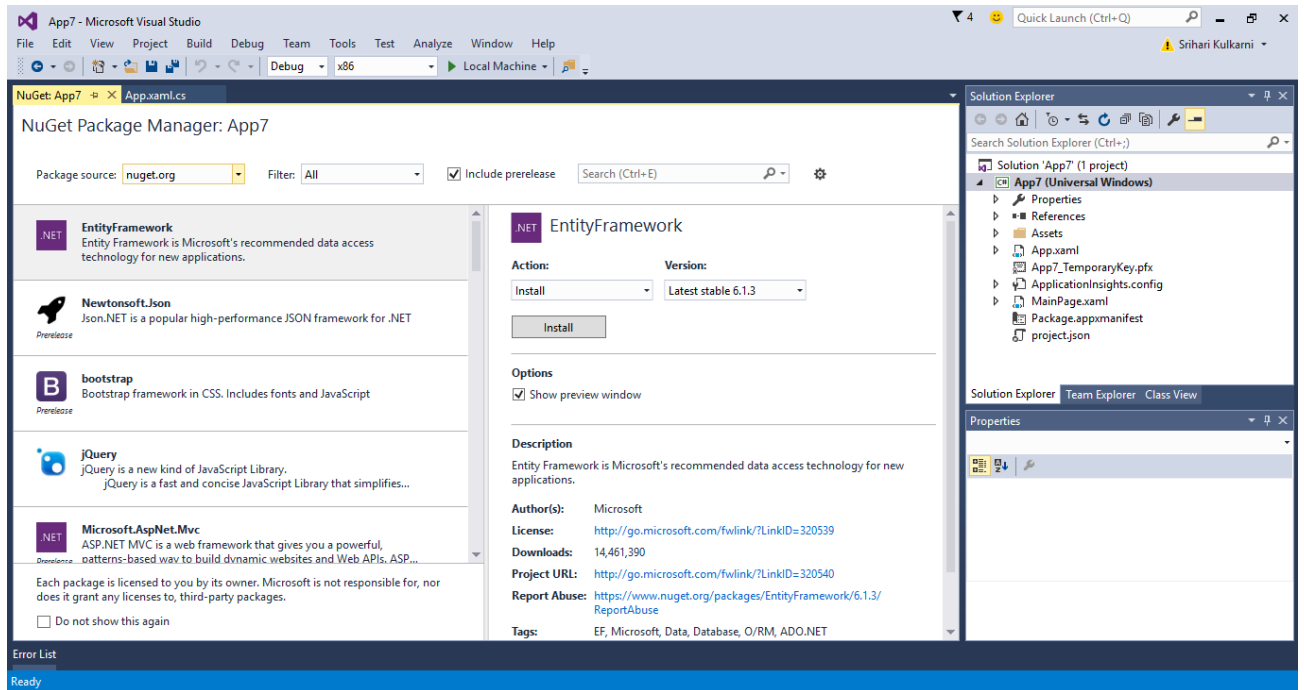 App7 - Microsoft Visual Studio
4
Quick Launch (Ctrl+Q)
File Edit View Project Build Debug Team Tools Test Analyze Window Help
Srihari Kulkarni
Debug x86 Local Machine
NuGet: App7 App.xaml.cs
NuGet Package Manager: App7
Package source: nuget.org Filter: All Include prerelease Search (Ctrl+E)
.NET
EntityFramework
Entity Framework is Microsoft's recommended data access
technology for new applications.
Newtonsoft.Json
Json.NET is a popular high-performance JSON framework for .NET
Prerelease
B
bootstrap
Bootstrap framework in CSS. Includes fonts and JavaScript
Prerelease
jQuery
jQuery is a new kind of JavaScript Library.
jQuery is a fast and concise JavaScript Library that simplifies...
.NET
Microsoft.AspNet.Mvc
ASP.NET MVC is a web framework that gives you a powerful,
Prerelease patterns-based way to build dynamic websites and Web APIs. ASP...
Each package is licensed to you by its owner. Microsoft is not responsible for, nor
does it grant any licenses to, third-party packages.
Do not show this again
.NET EntityFramework
Action: Version:
Install Latest stable 6.1.3
Install
Options
Show preview window
Description
Entity Framework is Microsoft's recommended data access technology for new
applications.
Author(s): Microsoft
License: http://go.microsoft.com/fwlink/?LinkID=320539
Downloads: 14,461,390
Project URL: http://go.microsoft.com/fwlink/?LinkID=320540
Report Abuse: https://www.nuget.org/packages/EntityFramework/6.1.3/
ReportAbuse
Tags: EF, Microsoft, Data, Database, O/RM, ADO.NET
Solution Explorer
Search Solution Explorer (Ctrl+;)
Solution 'App7' (1 project)
C# App7 (Universal Windows)
Properties
References
Assets
App.xaml
App7_TemporaryKey.pfx
ApplicationInsights.config
MainPage.xaml
Package.appxmanifest
project.json
Solution Explorer Team Explorer Class View
Properties
Error List
Ready